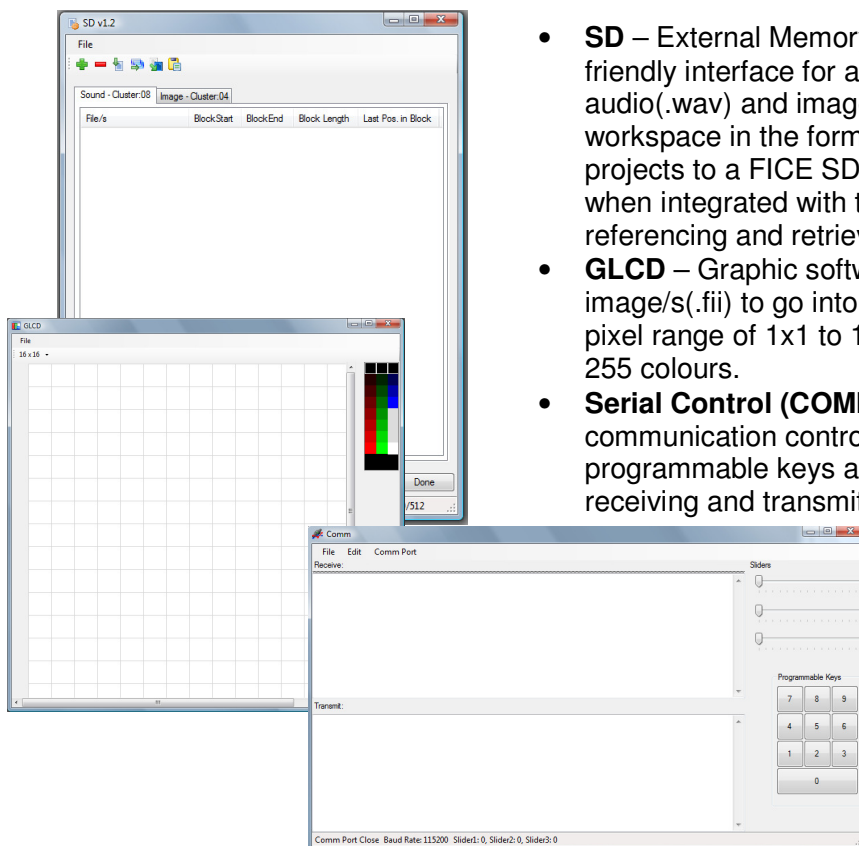 SD v1.2
File
Sound - Cluster:08 Image - Cluster:04
File/s BlockStart BlockEnd Block Length Last Pos. in Block
Done
/512
GLCD
File
16 x 16
• SD – External Memor
friendly interface for a
audio(.wav) and imag
workspace in the form
projects to a FICE SD
when integrated with t
referencing and retriev
• GLCD – Graphic softw
image/s(.fii) to go into
pixel range of 1x1 to 1
255 colours.
• Serial Control (COM
communication contro
programmable keys a
receiving and transmit
Comm
File Edit Comm Port
Receive:
Sliders
Programmable Keys
7 8 9
4 5 6
1 2 3
0
Transmit:
Comm Port Close Baud Rate: 115200 Slider1: 0, Slider2: 0, Slider3: 0